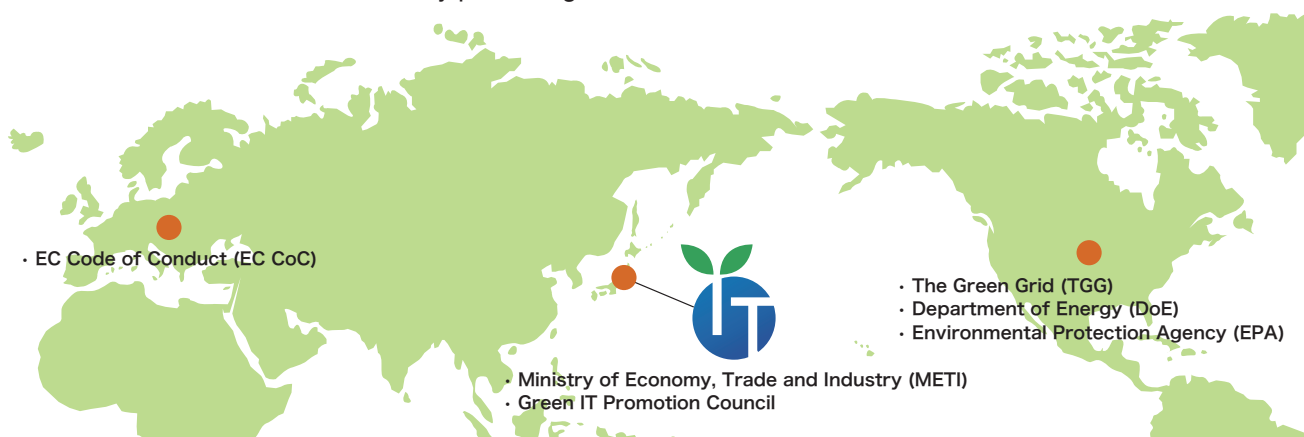 · EC Code of Conduct (EC CoC)
IT
· The Green Grid (TGG)
· Department of Energy (DoE)
· Environmental Protection Agency (EPA)
· Ministry of Economy, Trade and Industry (METI)
· Green IT Promotion Council